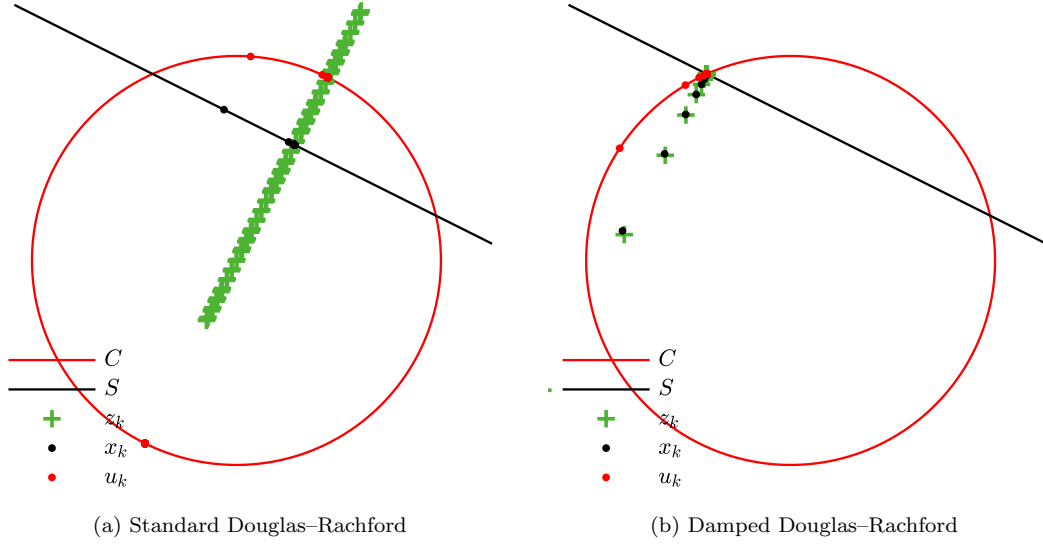 C
S
z_k
x_k
u_k
(a) Standard Douglas–Rachford
C
S
z_k
x_k
u_k
(b) Damped Douglas–Rachford